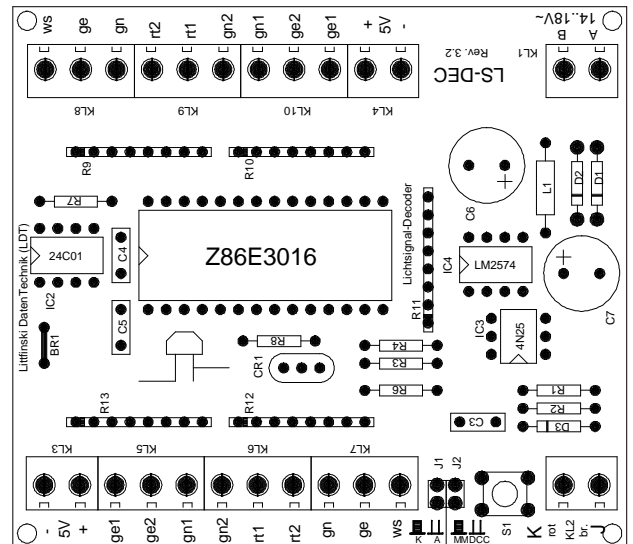 ws ge gn rt2 rt1 gn2 gn1 ge2 ge1 + 5V - 14..18V~
B A
KL1
Rev. 3.2
LS-DEC
KL8 KL9 KL10 KL4
R9 R10
R7
C6
L1
D2
D1
Littfinski DatenTechnik (LDT)
24C01
IC2
C4
Z86E3016
Lichtsignal-Decoder
R11
IC4
LM2574
C5
BR1
IC3
4N25
C7
R8
CR1
R4
R3
R6
R13 R12
R1
R2
D3
C3
KL3 KL5 KL6 KL7
J1 J2
- 5V + ge1 ge2 gn1 gn2 rt1 rt2 gn ge ws
K A MM DCC
S1
K rot KL2 br. J